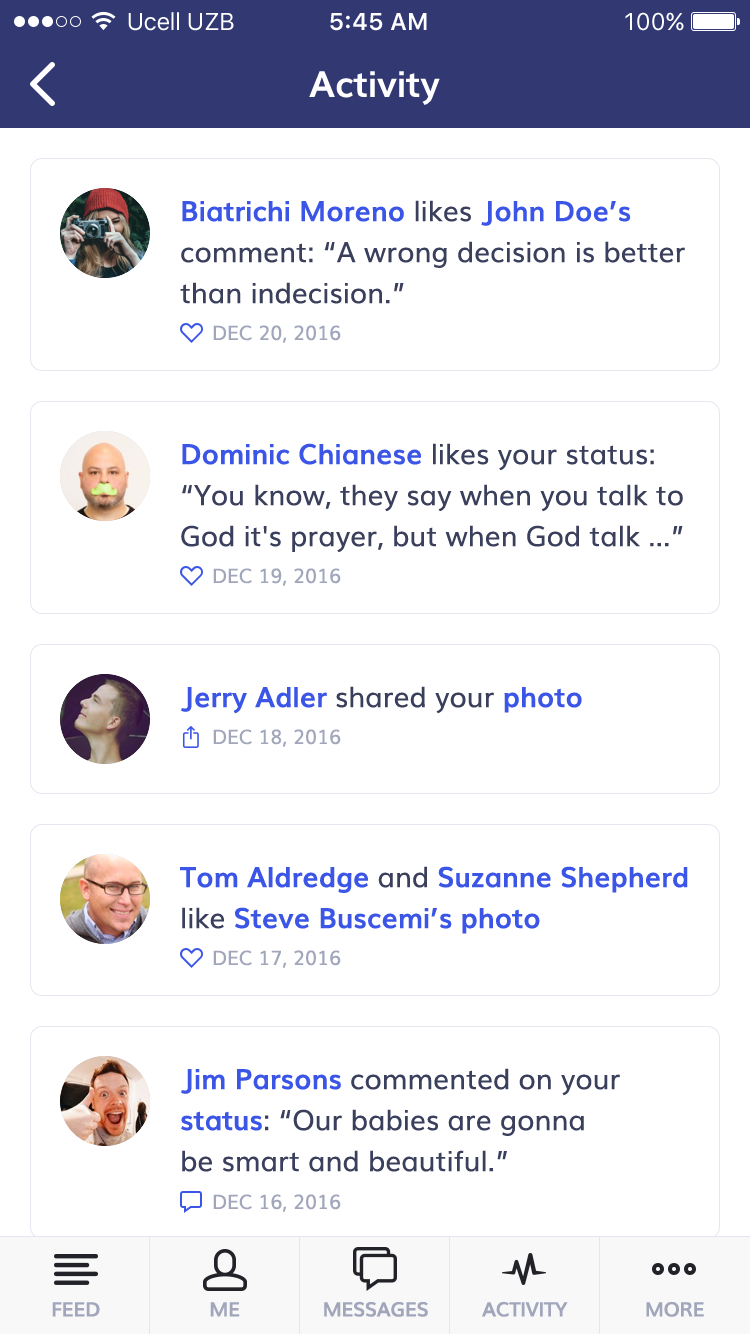 Ucell UZB 5:45 AM 100%
Activity
Biatrichi Moreno likes John Doe’s
comment: “A wrong decision is better
than indecision.”
DEC 20, 2016
Dominic Chianese likes your status:
“You know, they say when you talk to
God it's prayer, but when God talk ...”
DEC 19, 2016
Jerry Adler shared your photo
DEC 18, 2016
Tom Aldredge and Suzanne Shepherd
like Steve Buscemi’s photo
DEC 17, 2016
Jim Parsons commented on your
status: “Our babies are gonna
be smart and beautiful.”
DEC 16, 2016
FEED ME MESSAGES ACTIVITY MORE